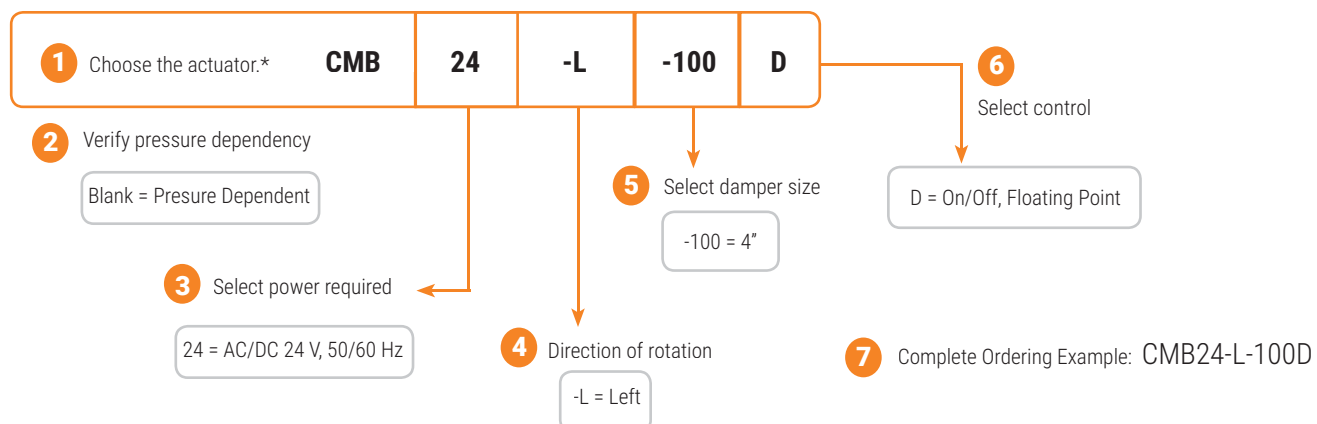 1 Choose the actuator.* CMB 24 -L -100 D
2 Verify pressure dependency
Blank = Presure Dependent
3 Select power required
24 = AC/DC 24 V, 50/60 Hz
4 Direction of rotation
-L = Left
5 Select damper size
-100 = 4”
6
Select control
D = On/Off, Floating Point
7 Complete Ordering Example: CMB24-L-100D